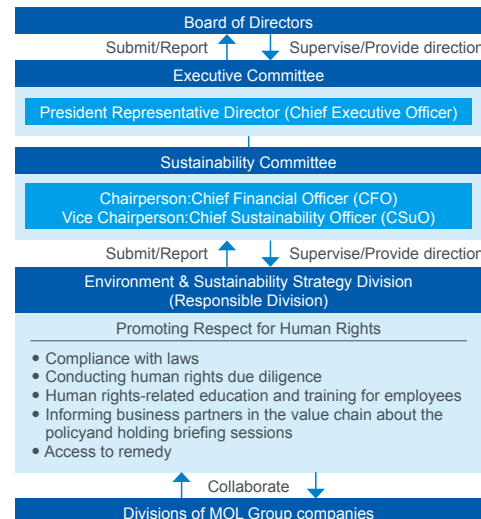 Board of Directors
Submit/Report Supervise/Provide direction
Executive Committee
President Representative Director (Chief Executive Officer)
Sustainability Committee
Chairperson:Chief Financial Officer (CFO)
Vice Chairperson:Chief Sustainability Officer (CSuO)
Submit/Report Supervise/Provide direction
Environment & Sustainability Strategy Division
(Responsible Division)
Promoting Respect for Human Rights
• Compliance with laws
• Conducting human rights due diligence
• Human rights-related education and training for employees
• Informing business partners in the value chain about the
policyand holding briefing sessions
• Access to remedy
Collaborate
Divisions of MOL Group companies